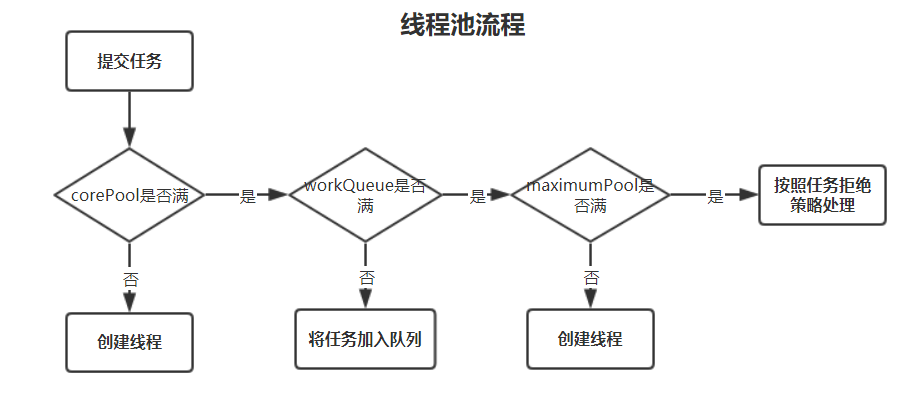 线程池流程
提交任务
corePool是否满
是
workQueue是否
满
是
maximumPool是
否满
是
按照任务拒绝
策略处理
否
否
否
创建线程
将任务加入队列
创建线程